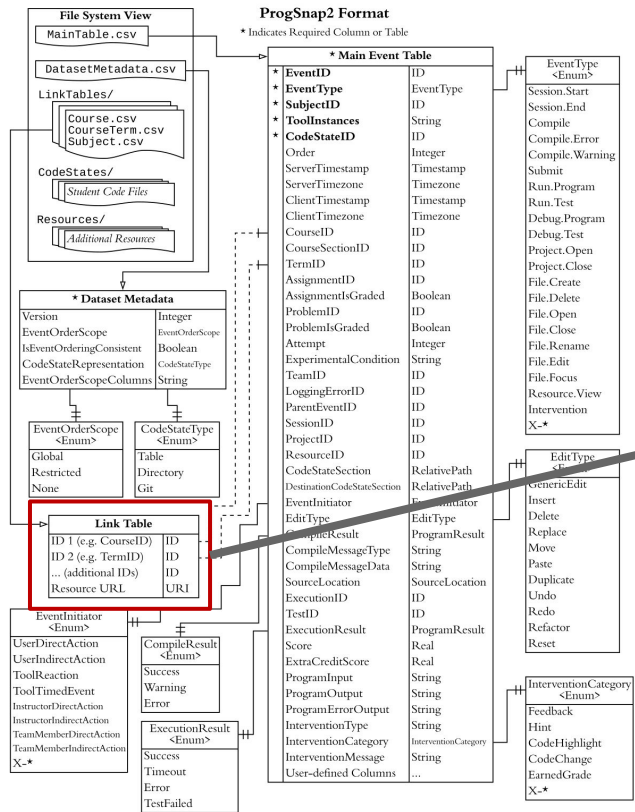 File System View
MainTable.csv
DatasetMetadata.csv
LinkTables/
Course.csv
CourseTerm.csv
Subject.csv
CodeStates/
Student Code Files
Resources/
Additional Resources
ProgSnap2 Format
* Indicates Required Column or Table
* Main Event Table
* EventID ID
* EventType EventType
* SubjectID ID
* ToolInstances String
* CodeStateID ID
Order Integer
ServerTimestamp Timestamp
ServerTimezone Timezone
ClientTimestamp Timestamp
ClientTimezone Timezone
CourseID ID
CourseSectionID ID
TermID ID
AssignmentID ID
AssignmentIsGraded Boolean
ProblemID ID
ProblemIsGraded Boolean
Attempt Integer
ExperimentalCondition String
TeamID ID
LoggingErrorID ID
ParentEventID ID
SessionID ID
ProjectID ID
ResourceID ID
CodeStateSection RelativePath
DestinationCodeStateSection RelativePath
EventInitiator
EditType EditType
ProgramResult
CompileMessageType String
CompileMessageData String
SourceLocation SourceLocation
ExecutionID ID
TestID ID
ExecutionResult ProgramResult
Score Real
ExtraCreditScore Real
ProgramInput String
ProgramOutput String
ProgramErrorOutput String
InterventionType String
InterventionCategory InterventionCategory
InterventionMessage String
User-defined Columns ...
EventType
<Enum>
Session.Start
Session.End
Compile
Compile.Error
Compile.Warning
Submit
Run.Program
Run.Test
Debug.Program
Debug.Test
Project.Open
Project.Close
File.Create
File.Delete
File.Open
File.Close
File.Rename
File.Edit
File.Focus
Resource.View
Intervention
X-*
* Dataset Metadata
Version Integer
EventOrderScope EventOrderScope
IsEventOrderingConsistent Boolean
CodeStateRepresentation CodeStateType
EventOrderScopeColumns String
EventOrderScope
<Enum>
Global
Restricted
None
CodeStateType
<Enum>
Table
Directory
Git
Link Table
ID 1 (e.g. CourseID) ID
ID 2 (e.g. TermID) ID
... (additional IDs) ID
Resource URL URI
EditType
GenericEdit
Insert
Delete
Replace
Move
Paste
Duplicate
Undo
Redo
Refactor
Reset
EventInitiator
<Enum>
UserDirectAction
UserIndirectAction
ToolReaction
ToolTimedEvent
InstructorDirectAction
InstructorIndirectAction
TeamMemberDirectAction
TeamMemberIndirectAction
X-*
CompileResult
<Enum>
Success
Warning
Error
ExecutionResult
<Enum>
Success
Timeout
Error
TestFailed
InterventionCategory
<Enum>
Feedback
Hint
CodeHighlight
CodeChange
EarnedGrade
X-*